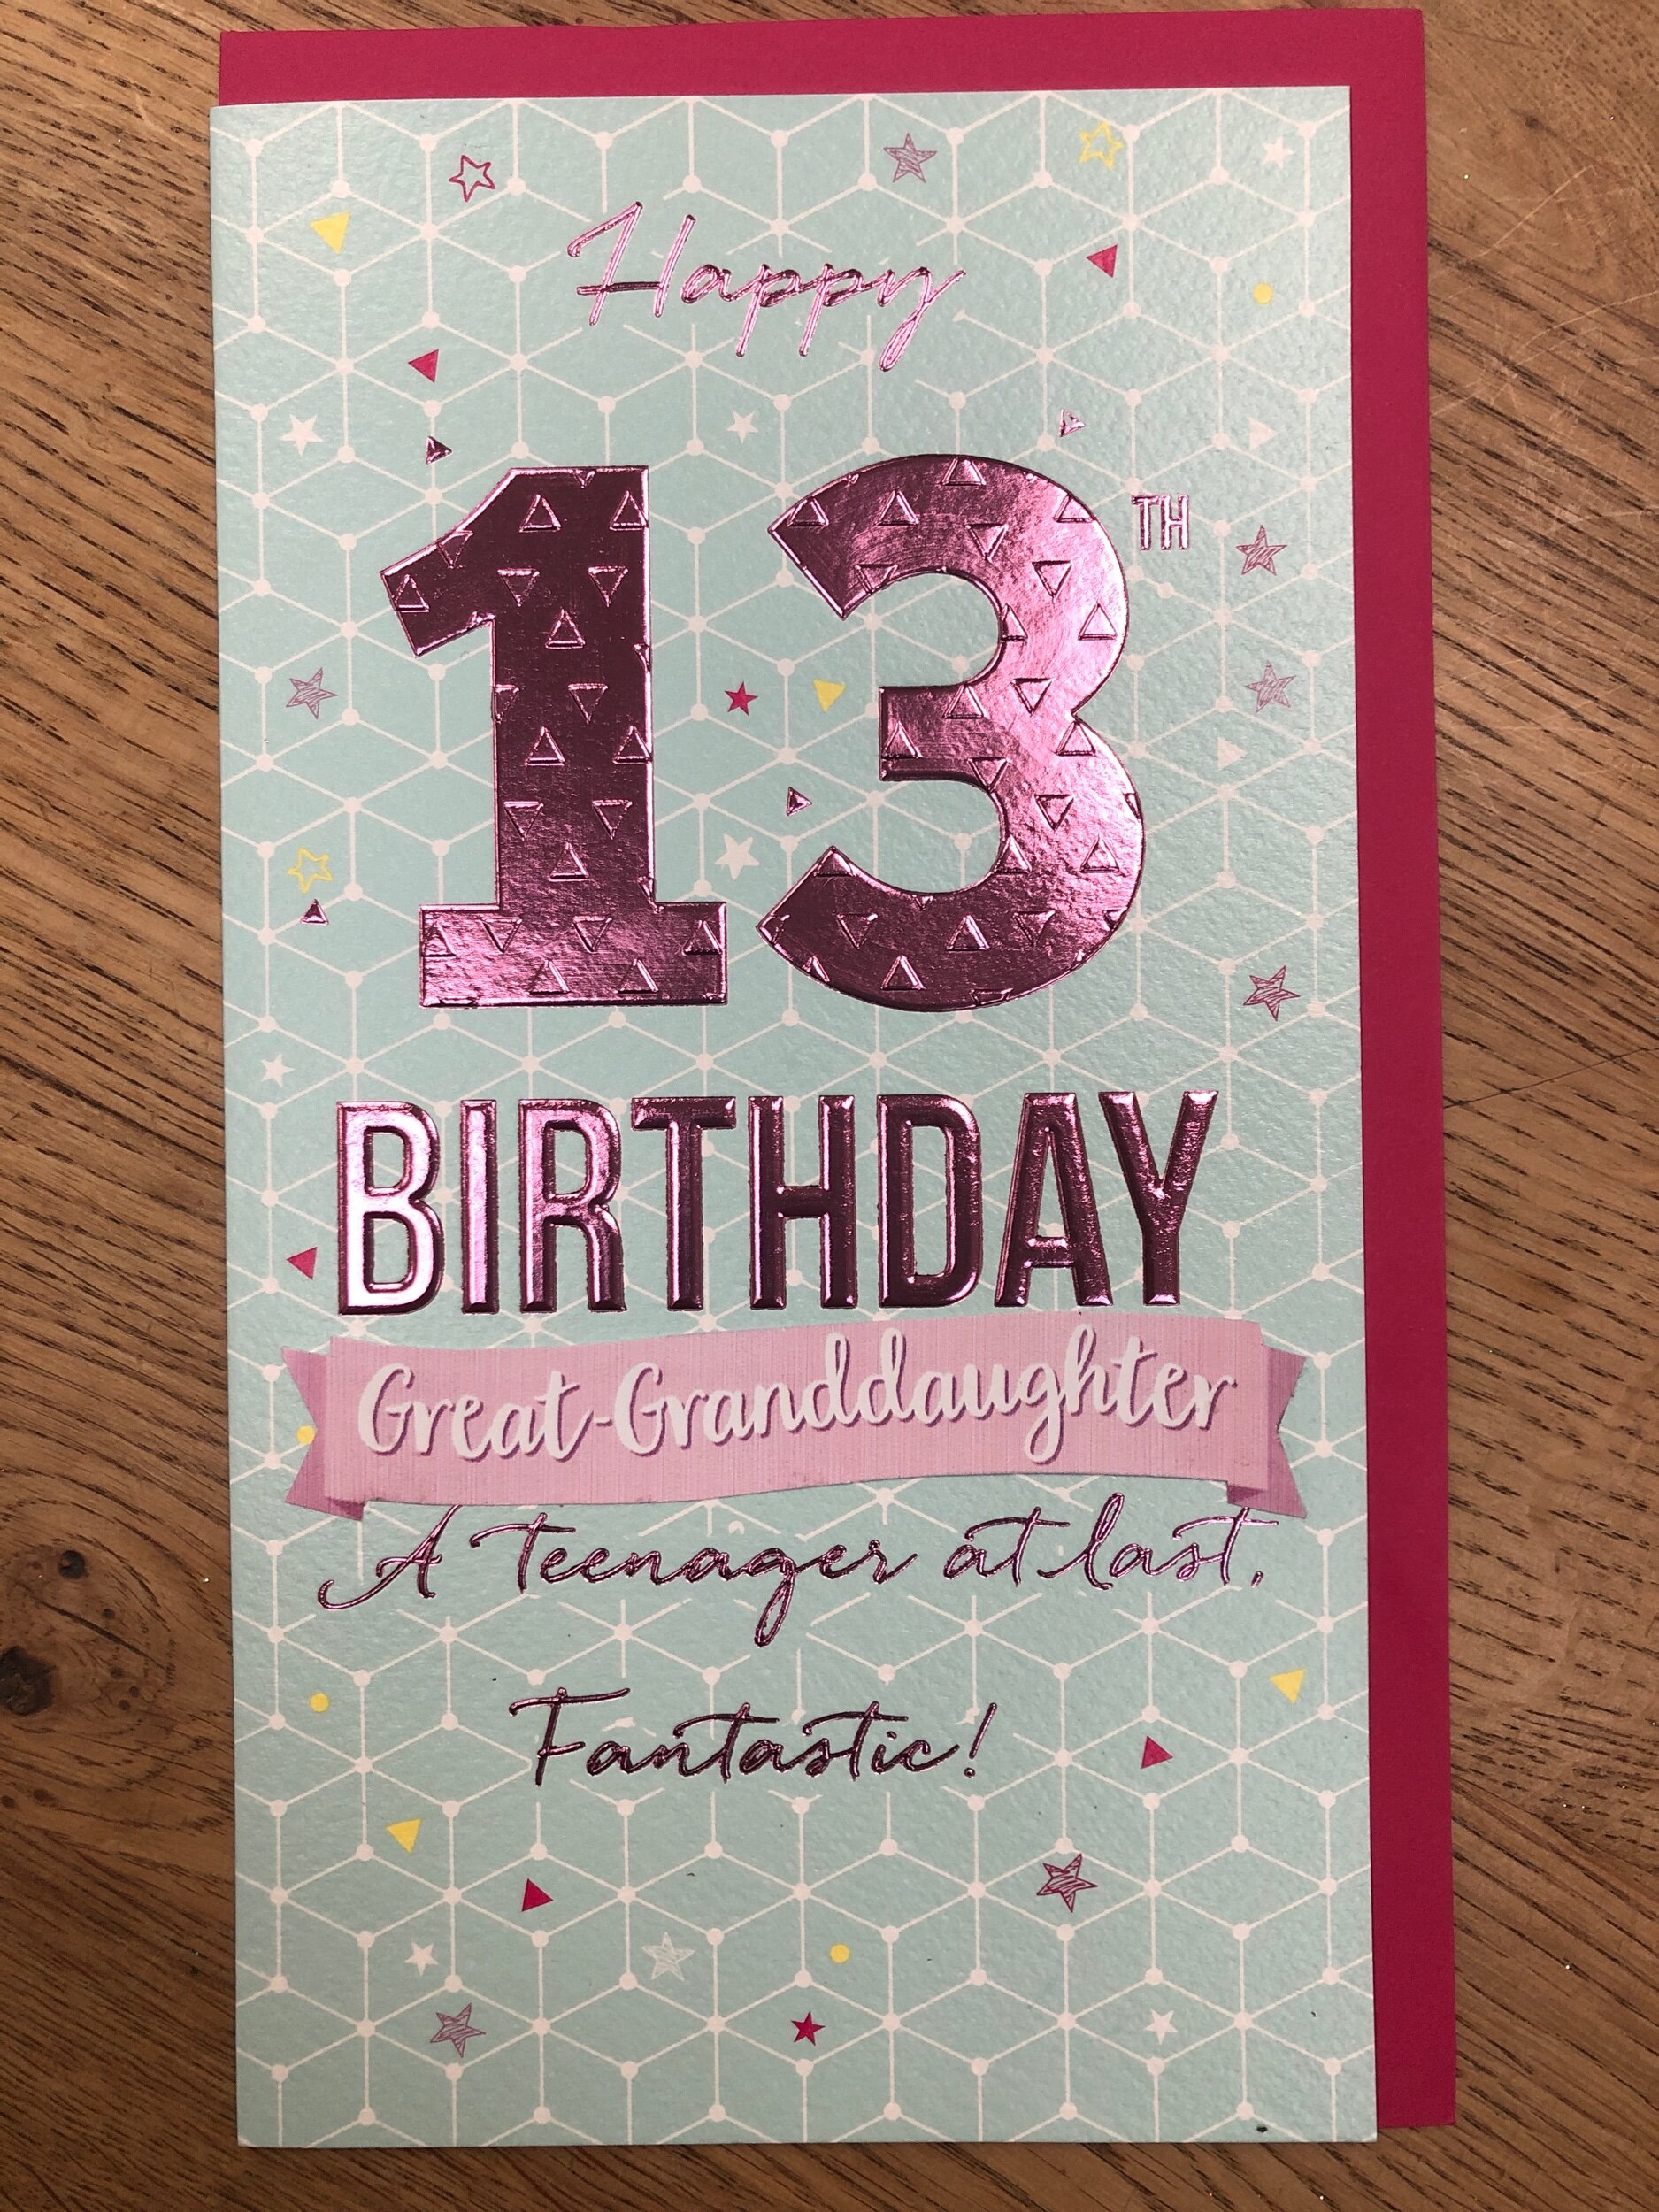 Happy
13TH
BIRTHDAY
Great-Granddaughter
A Teenager at last,
Fantastic!